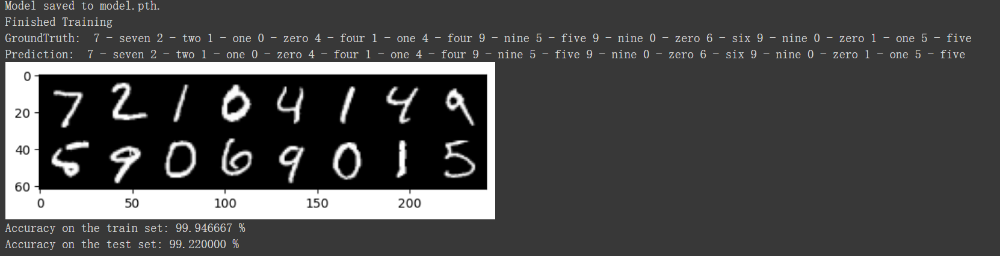 Model saved to model.pth.
Finished Training
GroundTruth:  7 - seven 2 - two 1 - one 0 - zero 4 - four 1 - one 4 - four 9 - nine 5 - five 9 - nine 0 - zero 6 - six 9 - nine 0 - zero 1 - one 5 - five
Prediction:  7 - seven 2 - two 1 - one 0 - zero 4 - four 1 - one 4 - four 9 - nine 5 - five 9 - nine 0 - zero 6 - six 9 - nine 0 - zero 1 - one 5 - five
0
7 2 1 0 4 1 4 9
20
40
5 9 0 6 9 0 1 5
60
0 50 100 150 200
Accuracy on the train set: 99.946667 %
Accuracy on the test set: 99.220000 %